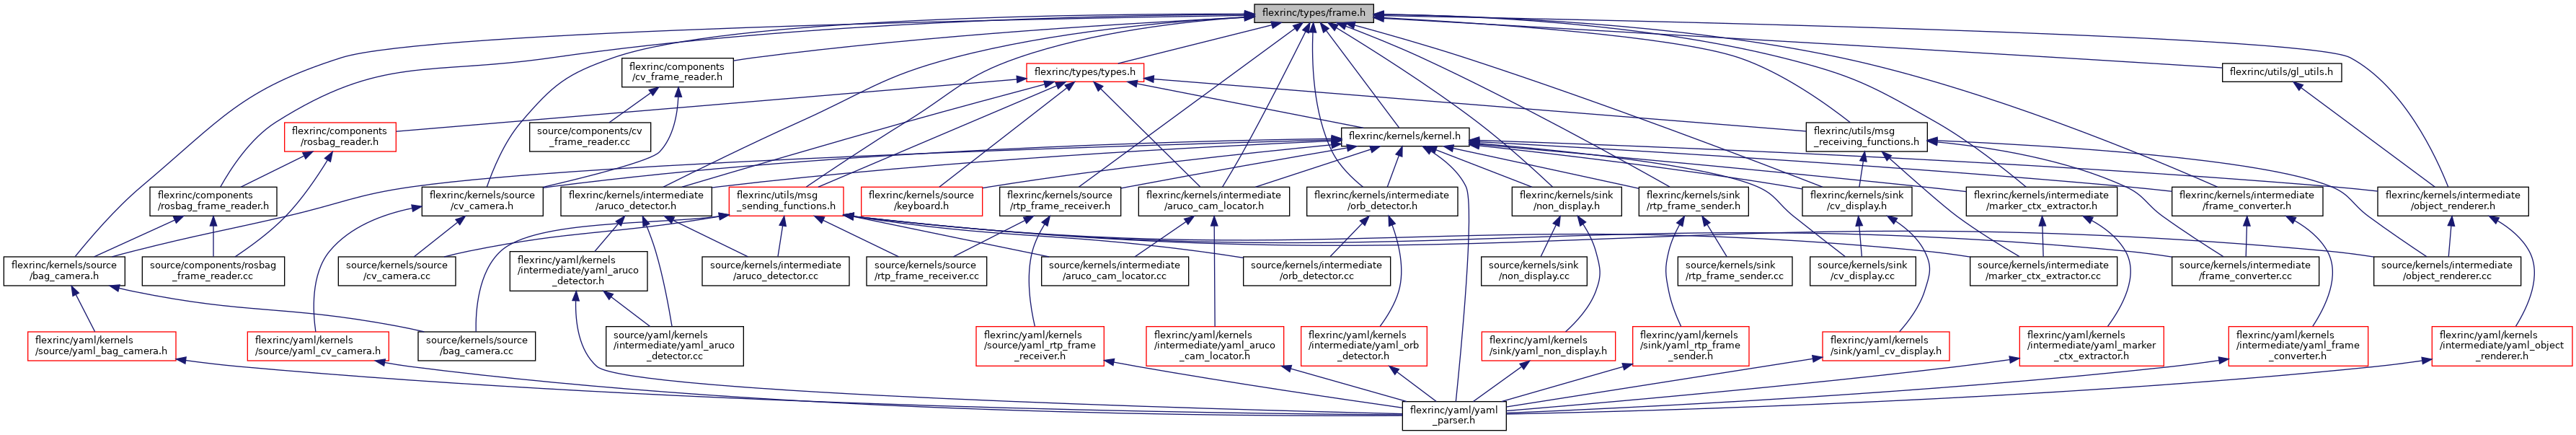 flexrinc/types/frame.h
flexrinc/components
/cv_frame_reader.h
flexrinc/types/types.h
flexrinc/utils/gl_utils.h
flexrinc/components
/rosbag_reader.h
source/components/cv
_frame_reader.cc
flexrinc/kernels/kernel.h
flexrinc/utils/msg
_receiving_functions.h
flexrinc/components
/rosbag_frame_reader.h
flexrinc/kernels/source
/cv_camera.h
flexrinc/kernels/intermediate
/aruco_detector.h
flexrinc/utils/msg
_sending_functions.h
flexrinc/kernels/source
/keyboard.h
flexrinc/kernels/source
/rtp_frame_receiver.h
flexrinc/kernels/intermediate
/aruco_cam_locator.h
flexrinc/kernels/intermediate
/orb_detector.h
flexrinc/kernels/sink
/non_display.h
flexrinc/kernels/sink
/rtp_frame_sender.h
flexrinc/kernels/sink
/cv_display.h
flexrinc/kernels/intermediate
/marker_ctx_extractor.h
flexrinc/kernels/intermediate
/frame_converter.h
flexrinc/kernels/intermediate
/object_renderer.h
flexrinc/kernels/source
/bag_camera.h
source/components/rosbag
_frame_reader.cc
source/kernels/source
/cv_camera.cc
flexrinc/yaml/kernels
/intermediate/yaml_aruco
_detector.h
source/kernels/intermediate
/aruco_detector.cc
source/kernels/source
/rtp_frame_receiver.cc
source/kernels/intermediate
/aruco_cam_locator.cc
source/kernels/intermediate
/orb_detector.cc
source/kernels/sink
/non_display.cc
source/kernels/sink
/rtp_frame_sender.cc
source/kernels/sink
/cv_display.cc
source/kernels/intermediate
/marker_ctx_extractor.cc
source/kernels/intermediate
/frame_converter.cc
source/kernels/intermediate
/object_renderer.cc
flexrinc/yaml/kernels
/source/yaml_bag_camera.h
flexrinc/yaml/kernels
/source/yaml_cv_camera.h
source/kernels/source
/bag_camera.cc
source/yaml/kernels
/intermediate/yaml_aruco
_detector.cc
flexrinc/yaml/kernels
/source/yaml_rtp_frame
_receiver.h
flexrinc/yaml/kernels
/intermediate/yaml_aruco
_cam_locator.h
flexrinc/yaml/kernels
/intermediate/yaml_orb
_detector.h
flexrinc/yaml/kernels
/sink/yaml_non_display.h
flexrinc/yaml/kernels
/sink/yaml_rtp_frame
_sender.h
flexrinc/yaml/kernels
/sink/yaml_cv_display.h
flexrinc/yaml/kernels
/intermediate/yaml_marker
_ctx_extractor.h
flexrinc/yaml/kernels
/intermediate/yaml_frame
_converter.h
flexrinc/yaml/kernels
/intermediate/yaml_object
_renderer.h
flexrinc/yaml/yaml
_parser.h